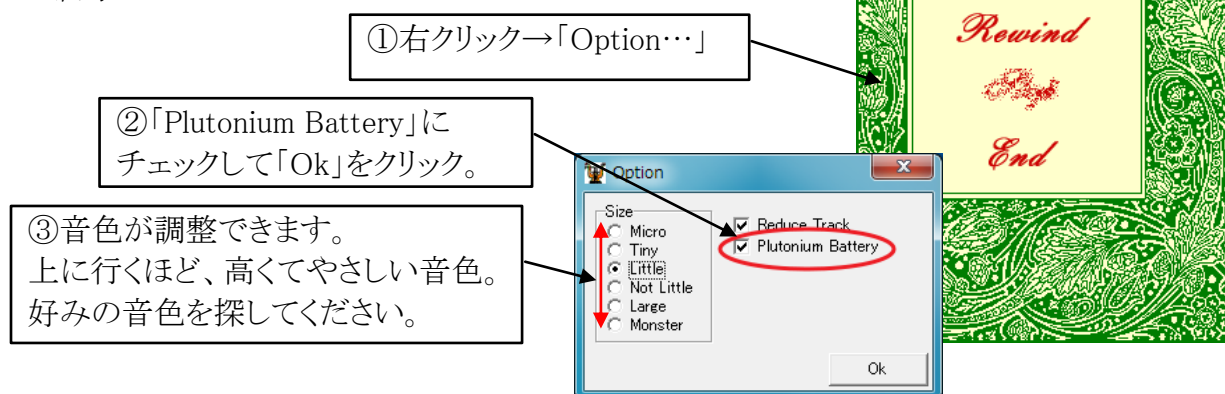 ①右クリック→「Option…」
②「Plutonium Battery」に
チェックして「Ok」をクリック。
③音色が調整できます。
上に行くほど、高くてやさしい音色。
好みの音色を探してください。
Rewind
End
Option
Size
Micro
Tiny
Little
Not Little
Large
Monster
Reduce Track
Plutonium Battery
Ok